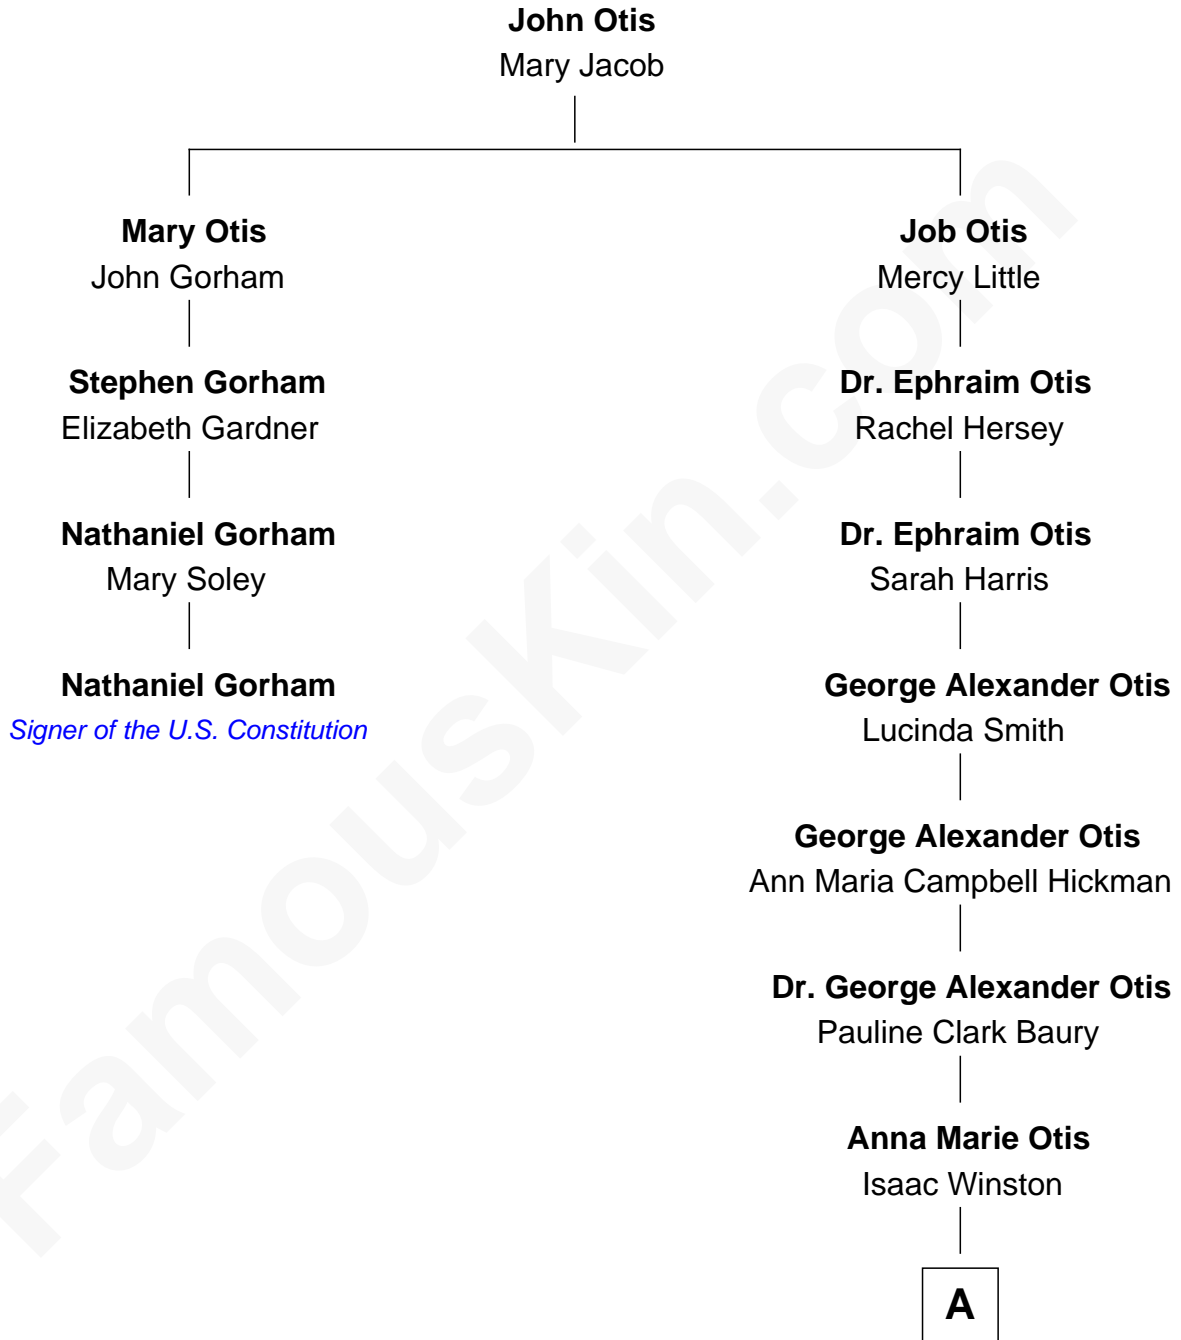 John Otis
Mary Jacob
Mary Otis
John Gorham
Job Otis
Mercy Little
Stephen Gorham
Elizabeth Gardner
Dr. Ephraim Otis
Rachel Hersey
Nathaniel Gorham
Mary Soley
Dr. Ephraim Otis
Sarah Harris
Nathaniel Gorham
Signer of the U.S. Constitution
George Alexander Otis
Lucinda Smith
George Alexander Otis
Ann Maria Campbell Hickman
Dr. George Alexander Otis
Pauline Clark Baury
Anna Marie Otis
Isaac Winston
A
FamousKin.com